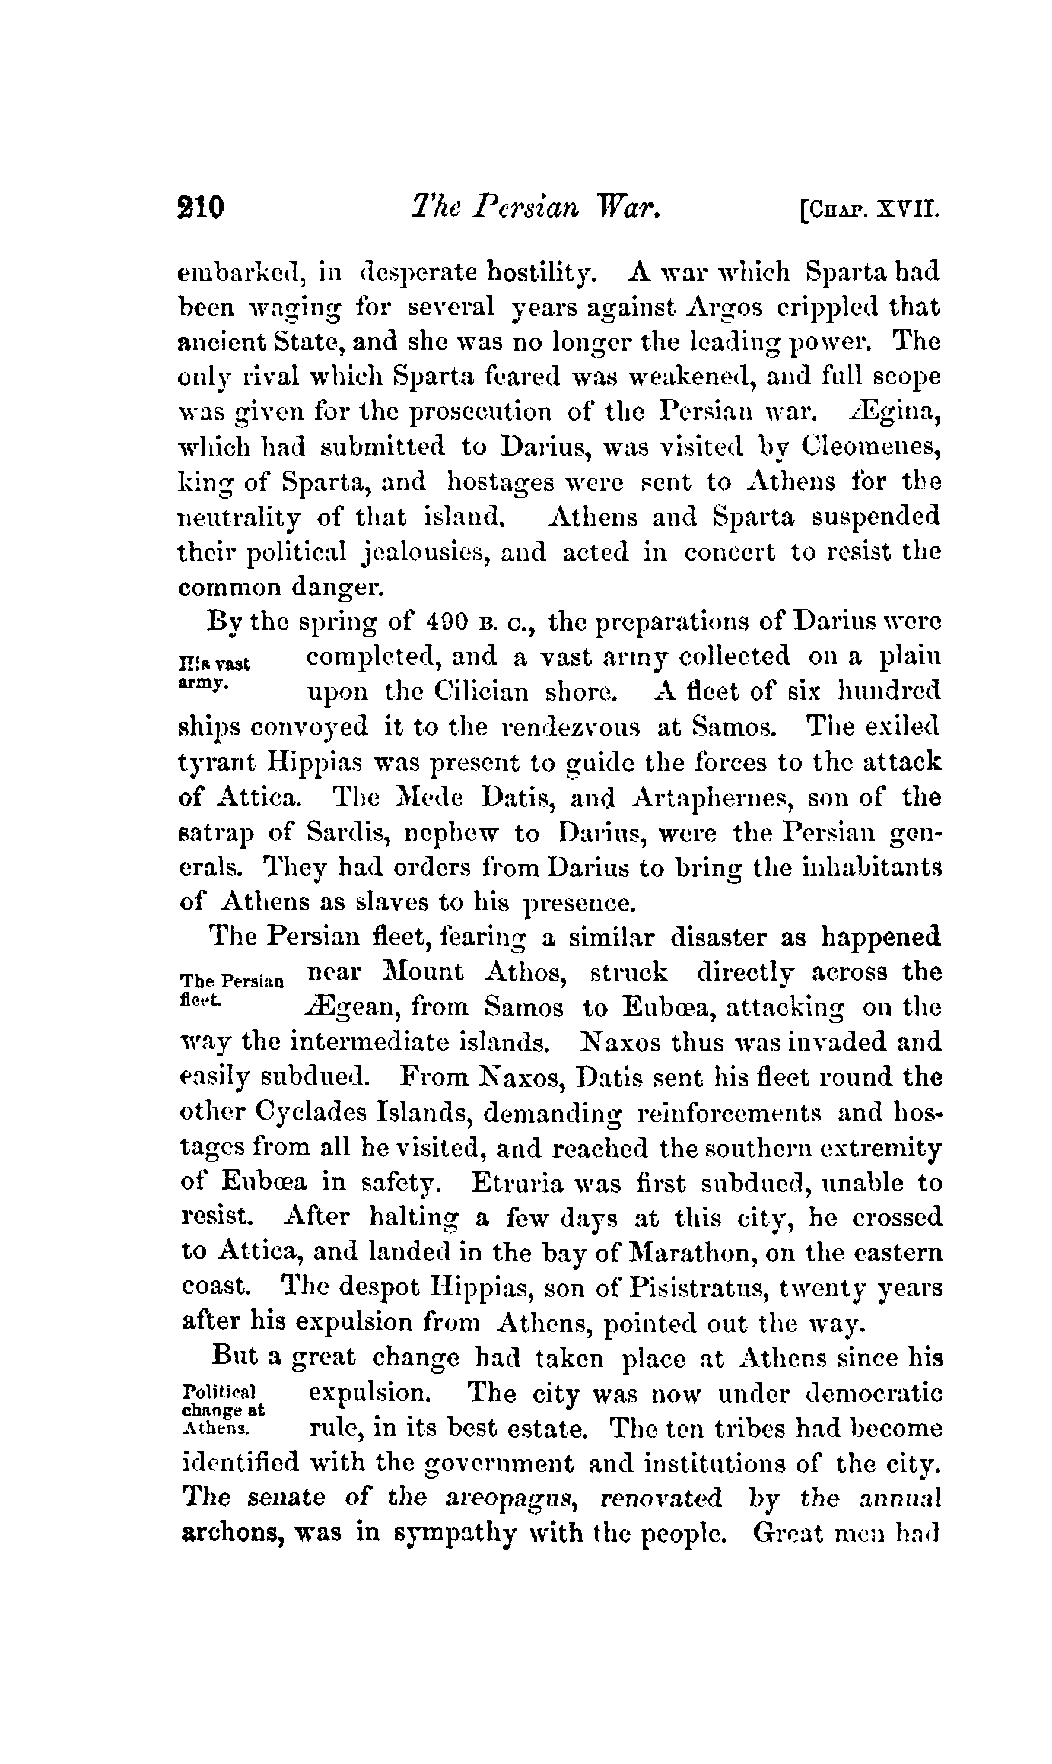 210 The Persian War. [CHAP. XVII.
embarked, in desperate hostility. A war which Sparta had
been waging for several years against Argos crippled that
ancient State, and she was no longer the leading power. The
only rival which Sparta feared was weakened, and full scope
was given for the prosecution of the Persian war. Ægina,
which had submitted to Darius, was visited by Cleomenes,
king of Sparta, and hostages were sent to Athens for the
neutrality of that island. Athens and Sparta suspended
their political jealousies, and acted in concert to resist the
common danger.
By the spring of 490 B. C., the preparations of Darius were
His vast completed, and a vast army collected on a plain
army. upon the Cilician shore. A fleet of six hundred
ships convoyed it to the rendezvous at Samos. The exiled
tyrant Hippias was present to guide the forces to the attack
of Attica. The Mede Datis, and Artaphernes, son of the
satrap of Sardis, nephew to Darius, were the Persian gen-
erals. They had orders from Darius to bring the inhabitants
of Athens as slaves to his presence.
The Persian fleet, fearing a similar disaster as happened
The Persian near Mount Athos, struck directly across the
fleet. Ægean, from Samos to Eubœa, attacking on the
way the intermediate islands. Naxos thus was invaded and
easily subdued. From Naxos, Datis sent his fleet round the
other Cyclades Islands, demanding reinforcements and hos-
tages from all he visited, and reached the southern extremity
of Eubœa in safety. Etruria was first subdued, unable to
resist. After halting a few days at this city, he crossed
to Attica, and landed in the bay of Marathon, on the eastern
coast. The despot Hippias, son of Pisistratus, twenty years
after his expulsion from Athens, pointed out the way.
But a great change had taken place at Athens since his
Political expulsion. The city was now under democratic
change at
Athens. rule, in its best estate. The ten tribes had become
identified with the government and institutions of the city.
The senate of the areopagus, renovated by the annual
archons, was in sympathy with the people. Great men had